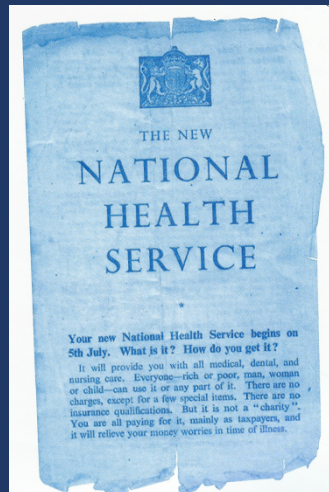 THE NEW
NATIONAL
HEALTH
SERVICE
Your new National Health Service begins on
5th July. What is it? How do you get it?
It will provide you with all medical, dental, and
nursing care. Everyone—rich or poor, man, woman
or child—can use it or any part of it. There are no
charges, except for a few special items. There are no
insurance qualifications. But it is not a "charity".
You are all paying for it, mainly as taxpayers, and
it will relieve your money worries in time of illness.